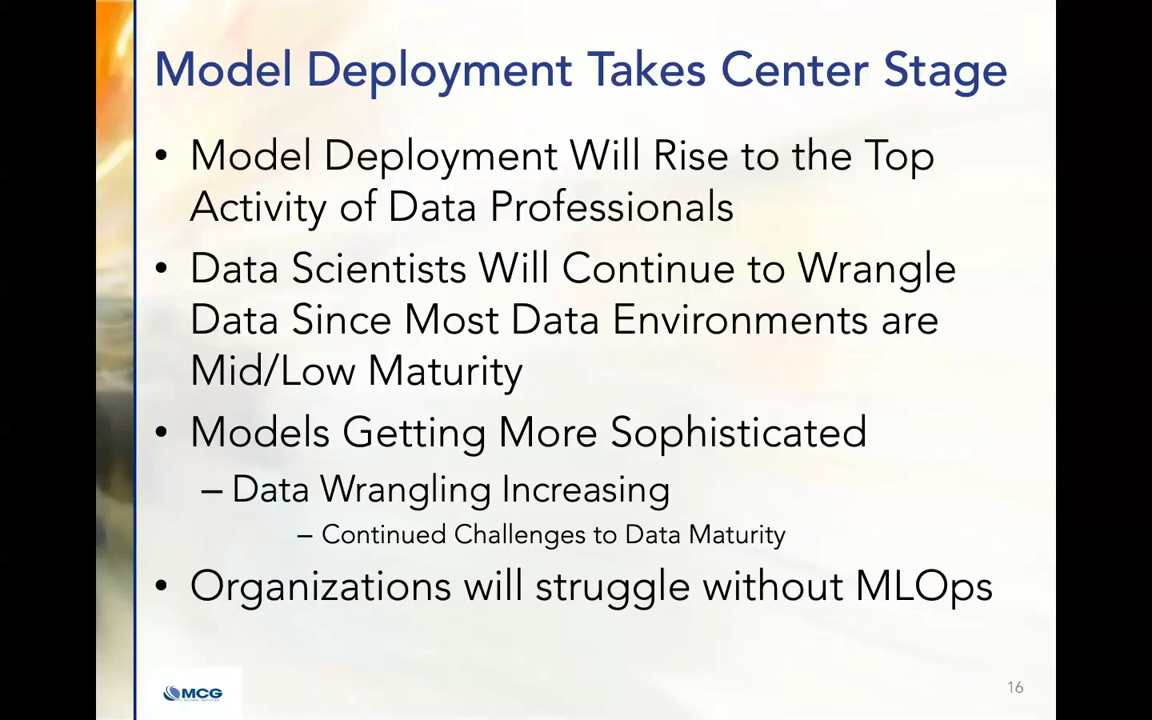 Model Deployment Takes Center Stage
• Model Deployment Will Rise to the Top
Activity of Data Professionals
• Data Scientists Will Continue to Wrangle
Data Since Most Data Environments are
Mid/Low Maturity
• Models Getting More Sophisticated
– Data Wrangling Increasing
– Continued Challenges to Data Maturity
• Organizations will struggle without MLOps
MCG
16